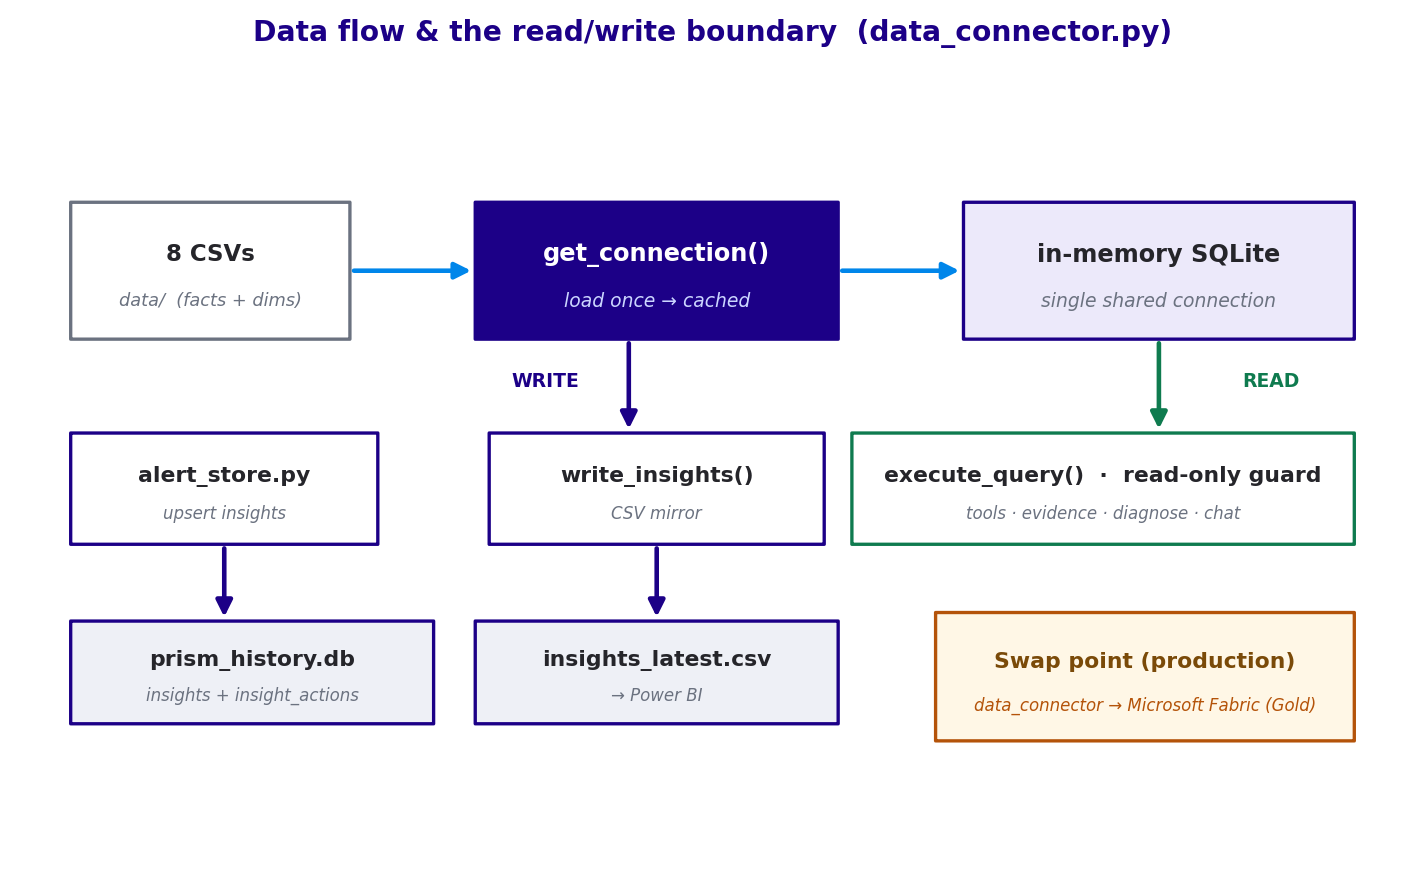 Data flow & the read/write boundary  (data_connector.py)
8 CSVs
data/  (facts + dims)
get_connection()
load once → cached
in-memory SQLite
single shared connection
WRITE
READ
alert_store.py
upsert insights
write_insights()
CSV mirror
execute_query()  ·  read-only guard
tools · evidence · diagnose · chat
prism_history.db
insights + insight_actions
insights_latest.csv
→ Power BI
Swap point (production)
data_connector → Microsoft Fabric (Gold)